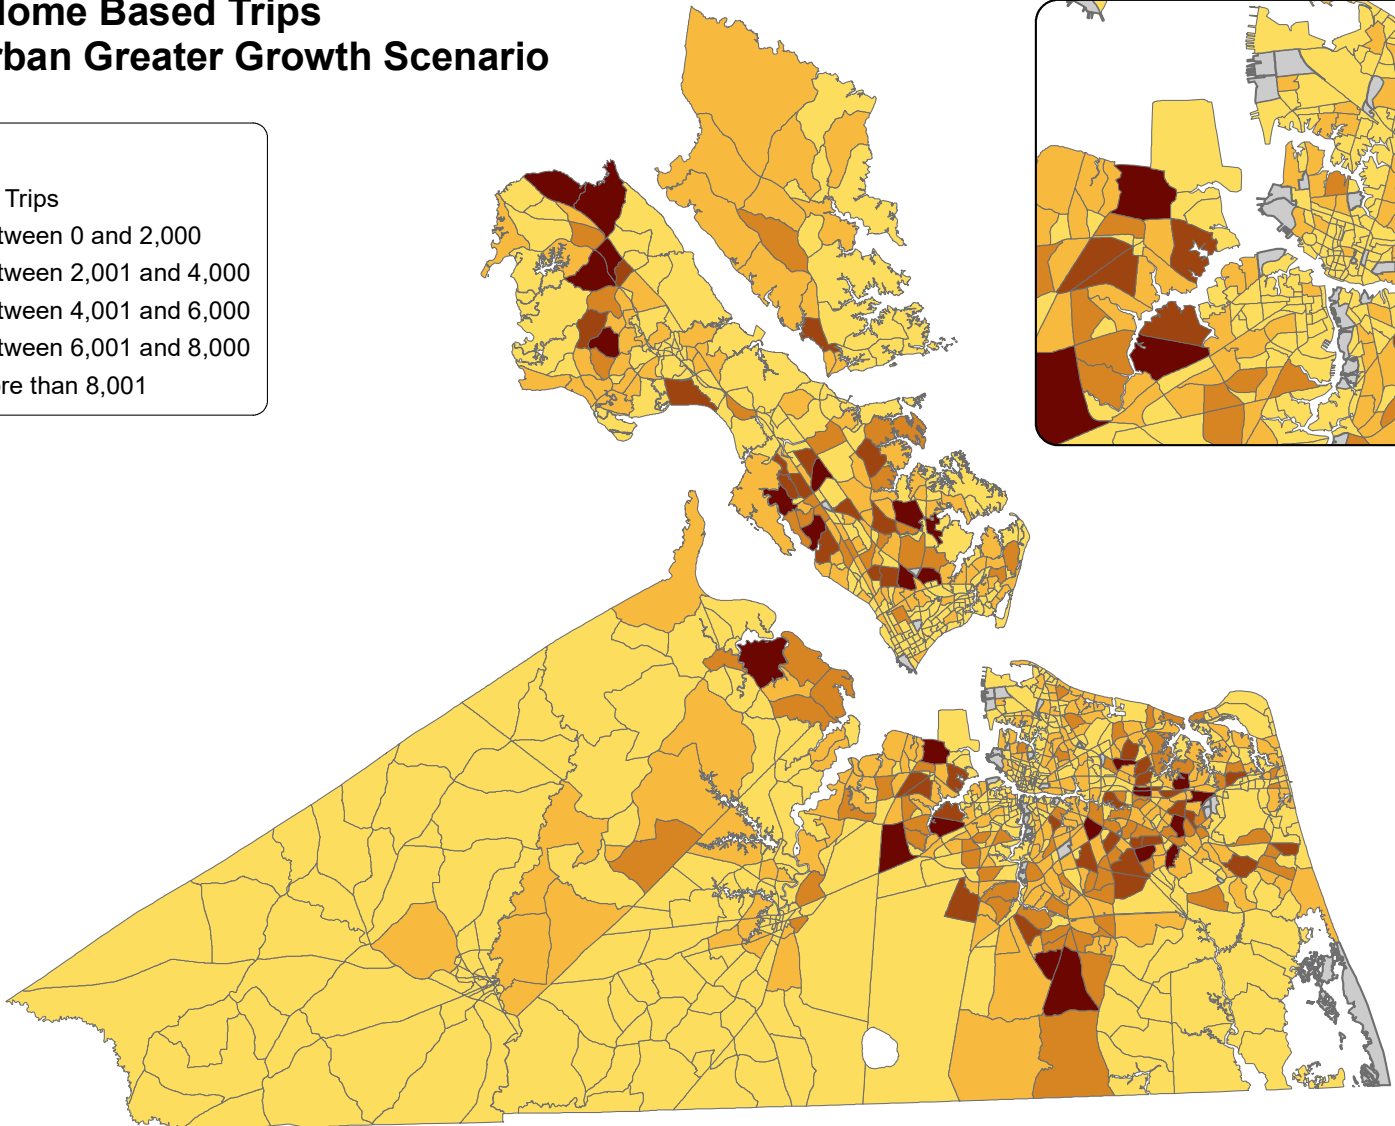 Home Based Trips
rban Greater Growth Scenario
Trips
tween 0 and 2,000
tween 2,001 and 4,000
tween 4,001 and 6,000
tween 6,001 and 8,000
re than 8,001